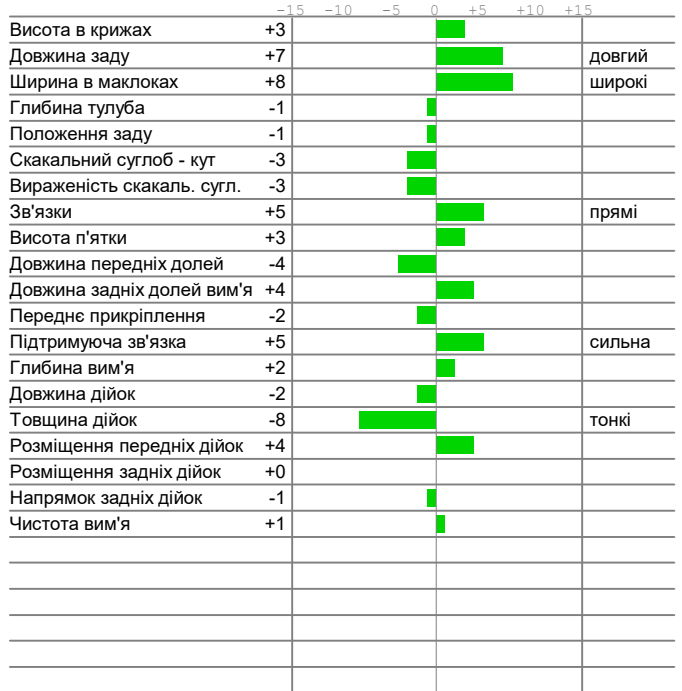 -15 -10 -5 0 +5 +10 +15
Висота в крижах +3
Довжина заду +7 довгий
Ширина в маклоках +8 широкі
Глибина тулуба -1
Положення заду -1
Скакальний суглоб - кут -3
Вираженість скакаль. сугл. -3
Зв'язки +5 прямі
Висота п'ятки +3
Довжина передніх долей -4
Довжина задніх долей вим'я +4
Переднє прикріплення -2
Підтримуюча зв'язка +5 сильна
Глибина вим'я +2
Довжина дійок -2
Товщина дійок -8 тонкі
Розміщення передніх дійок +4
Розміщення задніх дійок +0
Напрямок задніх дійок -1
Чистота вим'я +1